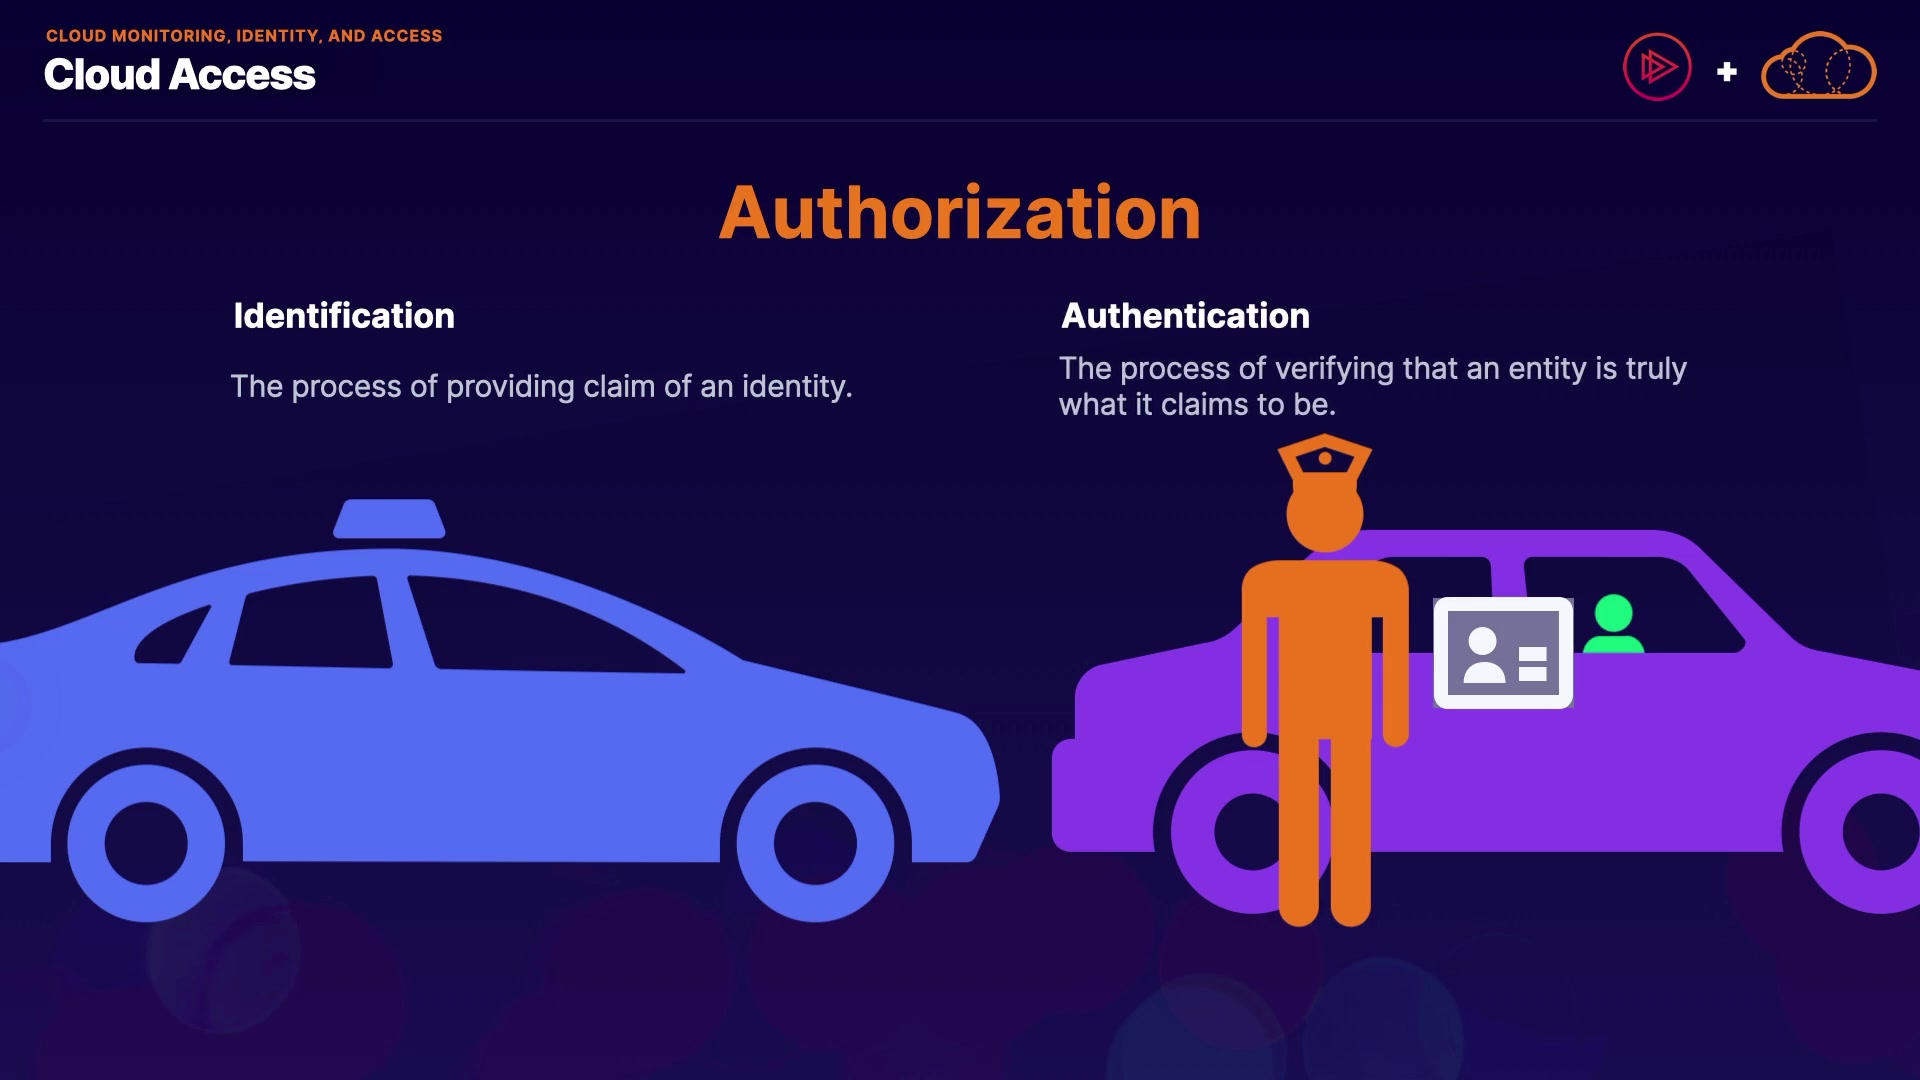 CLOUD MONITORING, IDENTITY, AND ACCESS
Cloud Access
Authorization
Identification
The process of providing claim of an identity.
Authentication
The process of verifying that an entity is truly
what it claims to be.